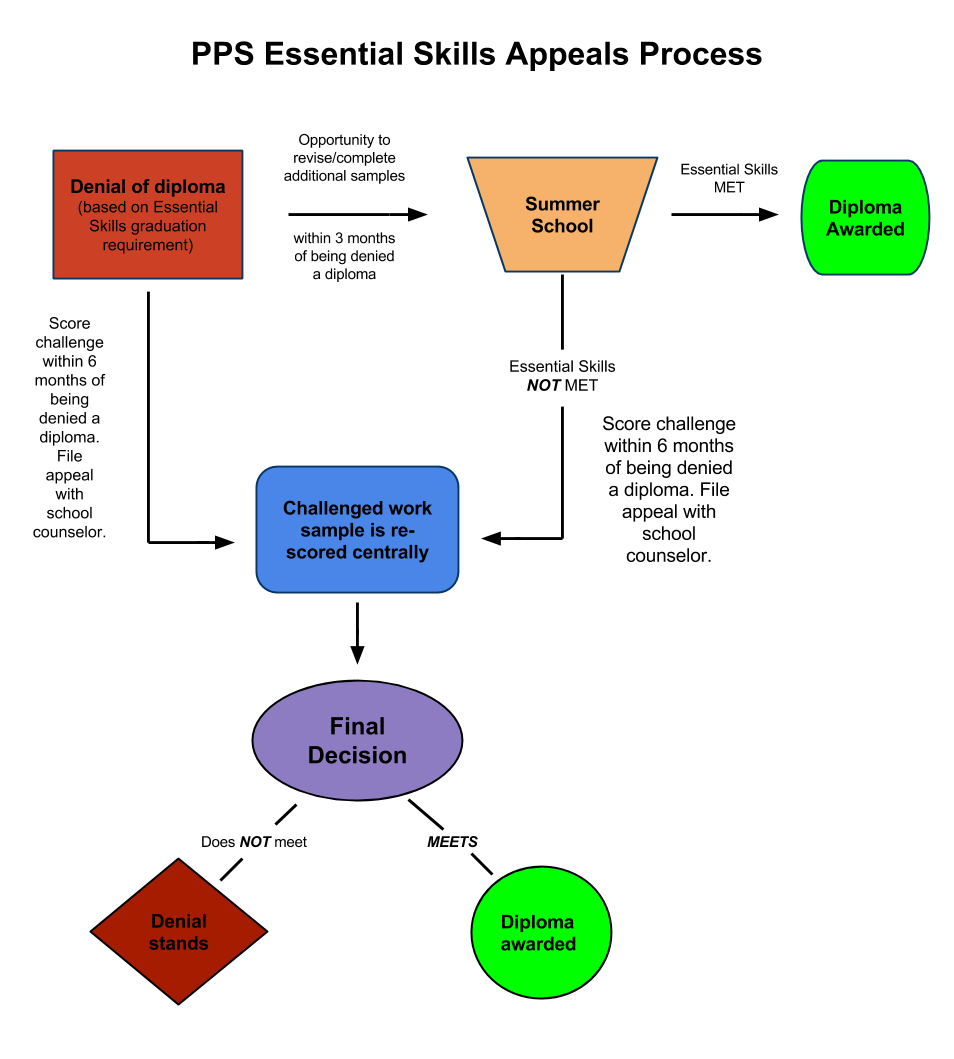 PPS Essential Skills Appeals Process
Denial of diploma
(based on Essential
Skills graduation
requirement)
Opportunity to
revise/complete
additional samples
within 3 months
of being denied
a diploma
Summer
School
Essential Skills
MET
Diploma
Awarded
Score
challenge
within 6
months of
being
denied a
diploma.
File
appeal
with
school
counselor.
Essential Skills
NOT MET
Score challenge
within 6 months
of being denied
a diploma. File
appeal with
school
counselor.
Challenged work
sample is re-
scored centrally
Final
Decision
Does NOT meet
MEETS
Denial
stands
Diploma
awarded